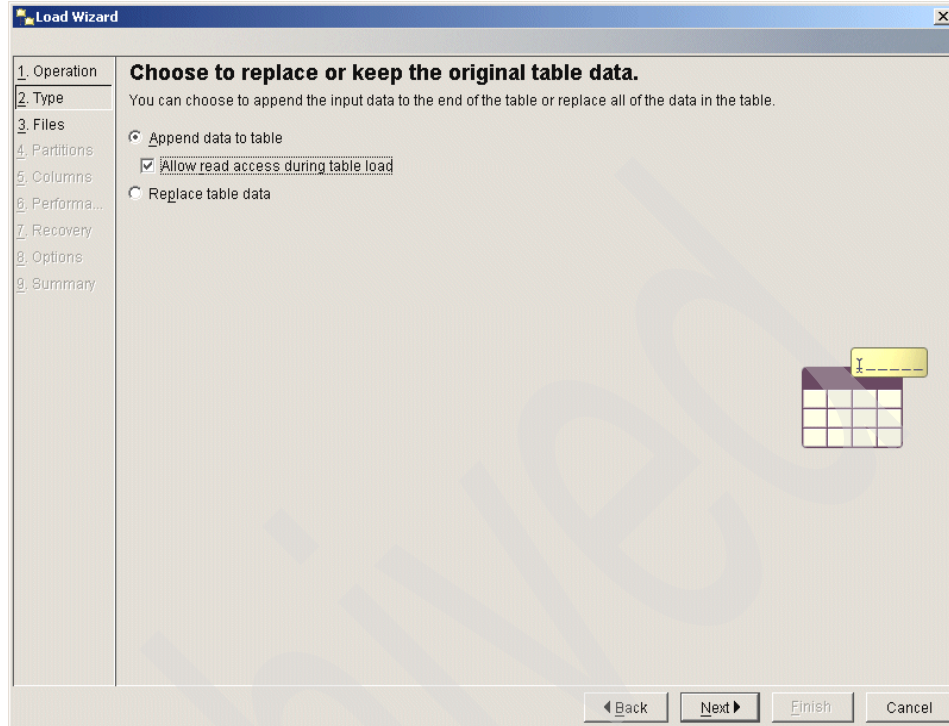 Load Wizard
1. Operation
2. Type
3. Files
4. Partitions
5. Columns
6. Performa...
7. Recovery
8. Options
9. Summary
Choose to replace or keep the original table data.
You can choose to append the input data to the end of the table or replace all of the data in the table.
Append data to table
Allow read access during table load
Replace table data
Back
Next
Finish
Cancel